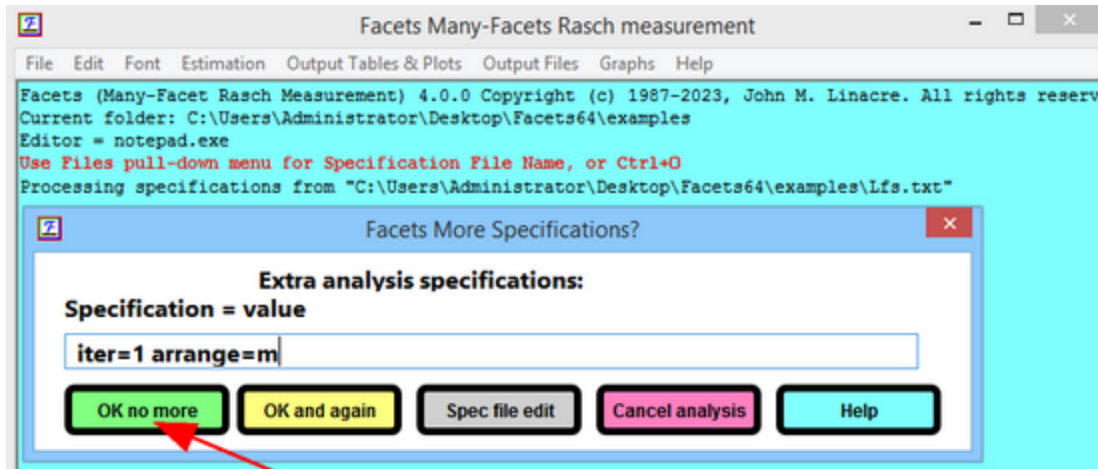 Facets Many-Facets Rasch measurement
File Edit Font Estimation Output Tables & Plots Output Files Graphs Help
Facets (Many-Facet Rasch Measurement) 4.0.0 Copyright (c) 1987-2023, John M. Linacre. All rights reserv
Current folder: C:\Users\Administrator\Desktop\Facets64\examples
Editor = notepad.exe
Use Files pull-down menu for Specification File Name, or Ctrl+O
Processing specifications from "C:\Users\Administrator\Desktop\Facets64\examples\Lfs.txt"
Facets More Specifications?
Extra analysis specifications:
Specification = value
iter=1 arrange=m
OK no more OK and again Spec file edit Cancel analysis Help